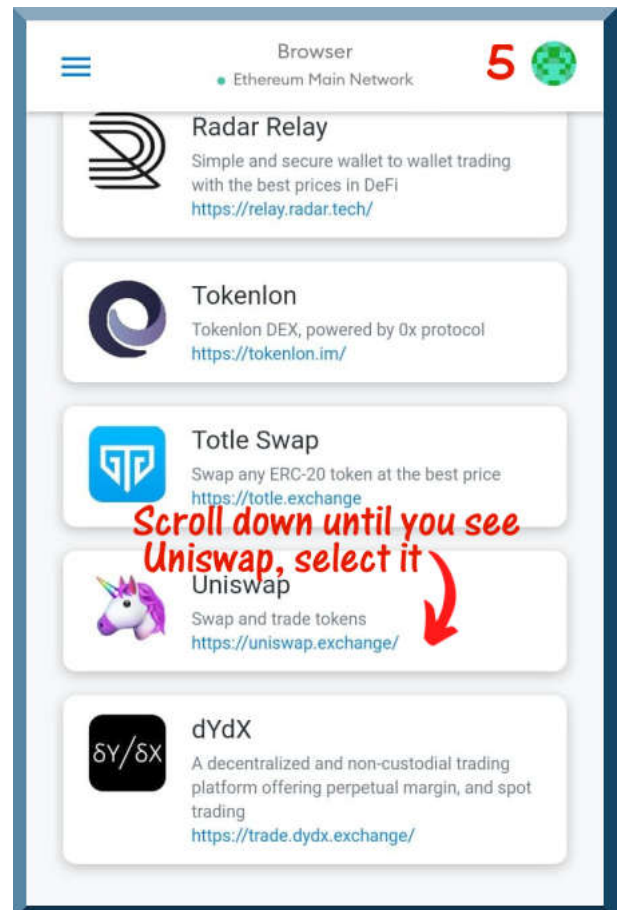 Browser
5
Ethereum Main Network
Radar Relay
Simple and secure wallet to wallet trading
with the best prices in DeFi
https://relay.radar.tech/
Tokenlon
Tokenlon DEX, powered by 0x protocol
https://tokenlon.im/
Totle Swap
Swap any ERC-20 token at the best price
https://totle.exchange
Scroll down until you see
Uniswap, select it
Uniswap
Swap and trade tokens
https://uniswap.exchange/
δY/δX
dYdX
A decentralized and non-custodial trading
platform offering perpetual margin, and spot
trading
https://trade.dydx.exchange/